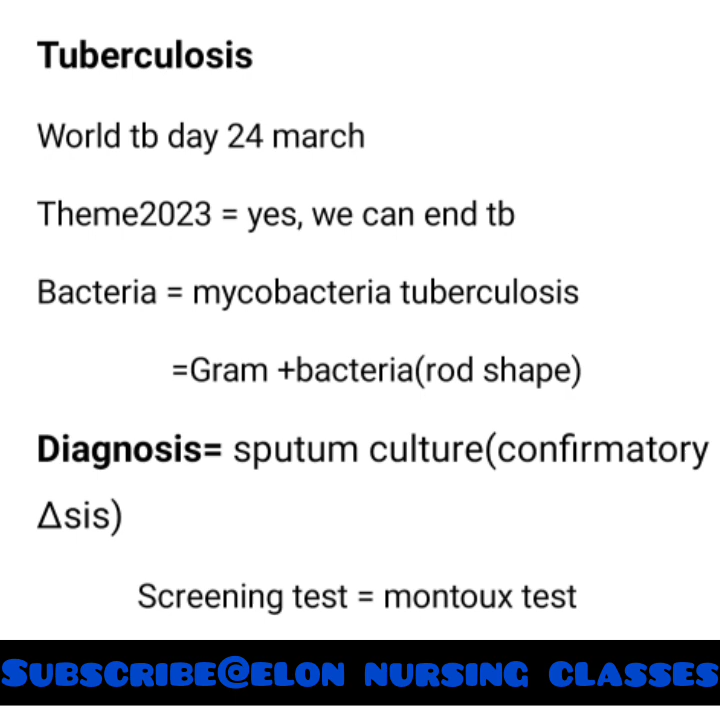 Tuberculosis
World tb day 24 march
Theme2023 = yes, we can end tb
Bacteria = mycobacteria tuberculosis
=Gram +bacteria(rod shape)
Diagnosis= sputum culture(confirmatory
Δsis)
Screening test = montoux test
SUBSCRIBE@ELON NURSING CLASSES